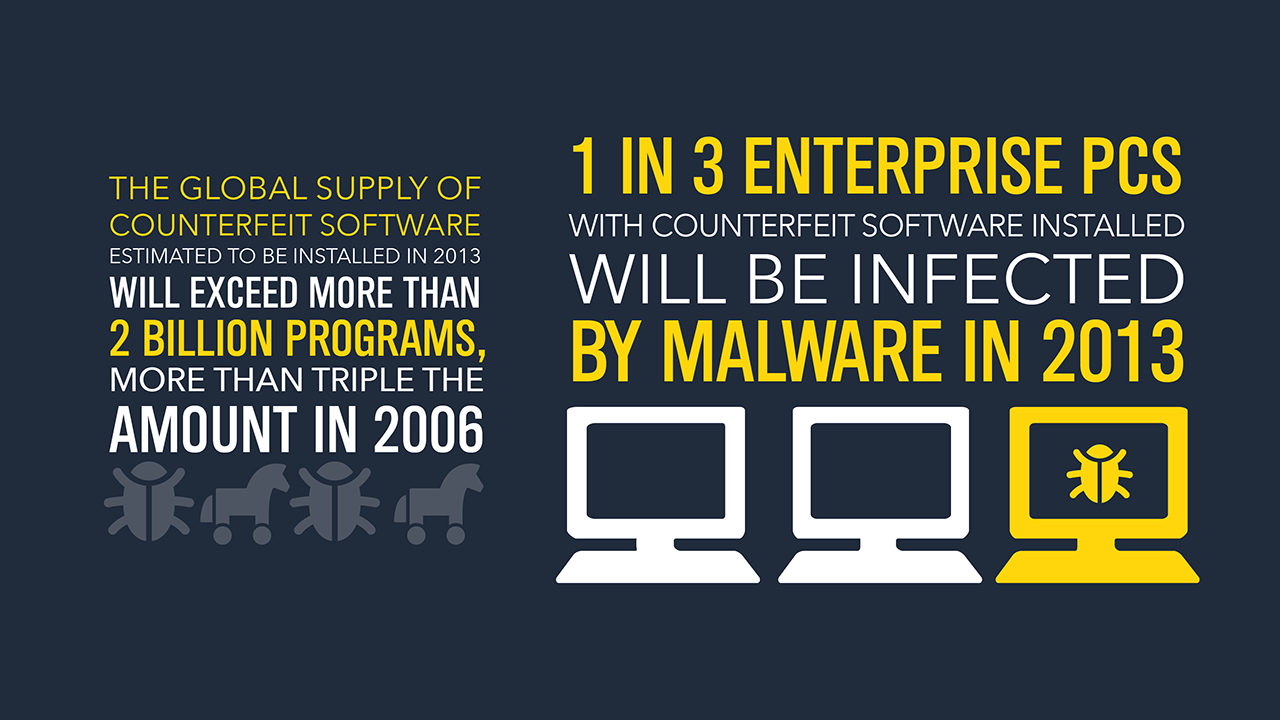 THE GLOBAL SUPPLY OF
COUNTERFEIT SOFTWARE
ESTIMATED TO BE INSTALLED IN 2013
WILL EXCEED MORE THAN
2 BILLION PROGRAMS,
MORE THAN TRIPLE THE
AMOUNT IN 2006
1 IN 3 ENTERPRISE PCS
WITH COUNTERFEIT SOFTWARE INSTALLED
WILL BE INFECTED
BY MALWARE IN 2013